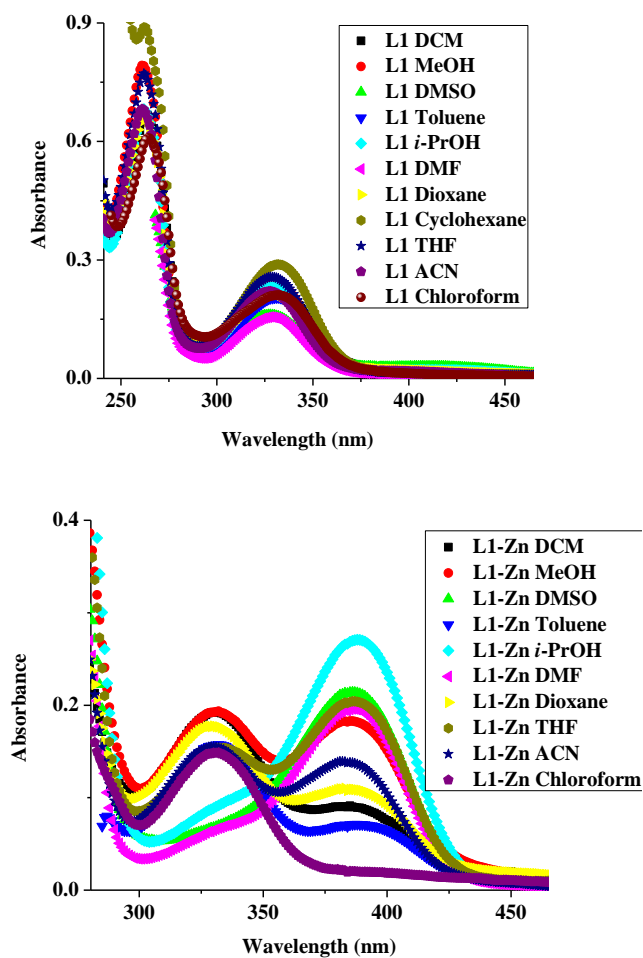 0.9
0.6
0.3
0.0
Absorbance
L1 DCM
L1 MeOH
L1 DMSO
L1 Toluene
L1 i-PrOH
L1 DMF
L1 Dioxane
L1 Cyclohexane
L1 THF
L1 ACN
L1 Chloroform
250 300 350 400 450
Wavelength (nm)
0.4
0.2
0.0
Absorbance
L1-Zn DCM
L1-Zn MeOH
L1-Zn DMSO
L1-Zn Toluene
L1-Zn i-PrOH
L1-Zn DMF
L1-Zn Dioxane
L1-Zn THF
L1-Zn ACN
L1-Zn Chloroform
300 350 400 450
Wavelength (nm)